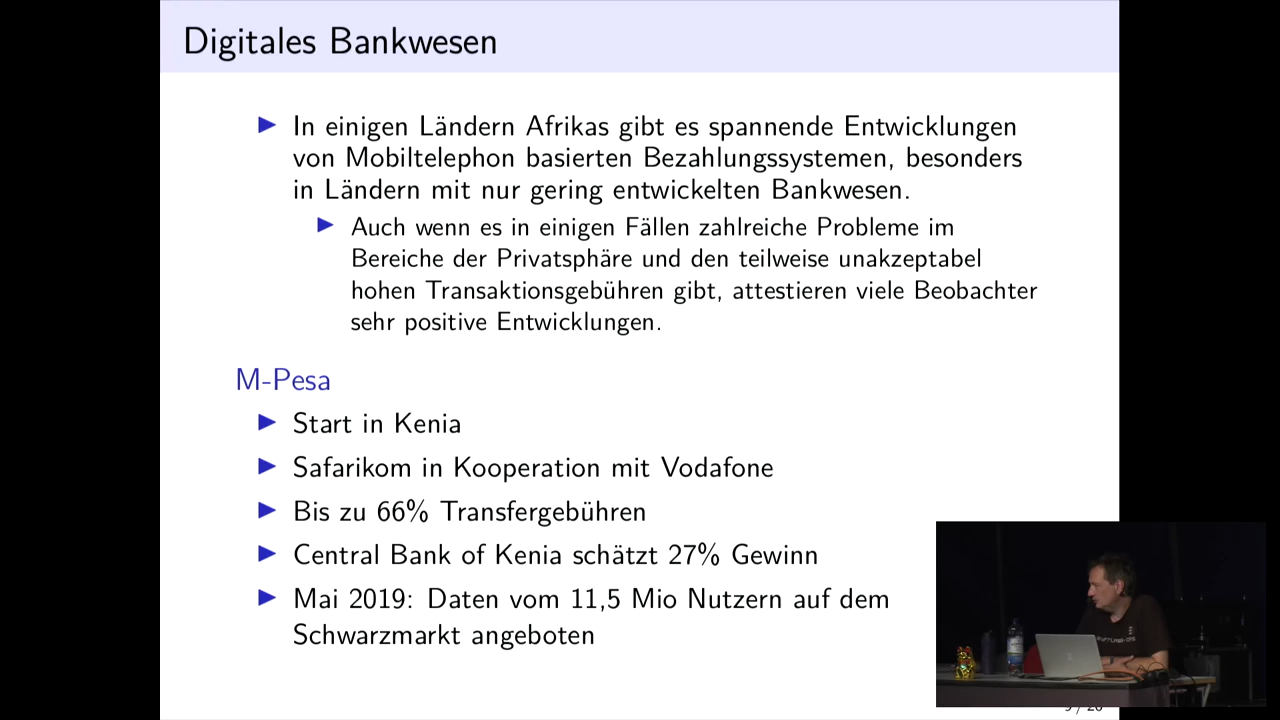 Digitales Bankwesen
In einigen Ländern Afrikas gibt es spannende Entwicklungen
von Mobiltelephon basierten Bezahlungssystemen, besonders
in Ländern mit nur gering entwickelten Bankwesen.
Auch wenn es in einigen Fällen zahlreiche Probleme im
Bereiche der Privatsphäre und den teilweise unakzeptabel
hohen Transaktionsgebühren gibt, attestieren viele Beobachter
sehr positive Entwicklungen.
M-Pesa
Start in Kenia
Safarikom in Kooperation mit Vodafone
Bis zu 66% Transfergebühren
Central Bank of Kenia schätzt 27% Gewinn
Mai 2019: Daten vom 11,5 Mio Nutzern auf dem
Schwarzmarkt angeboten